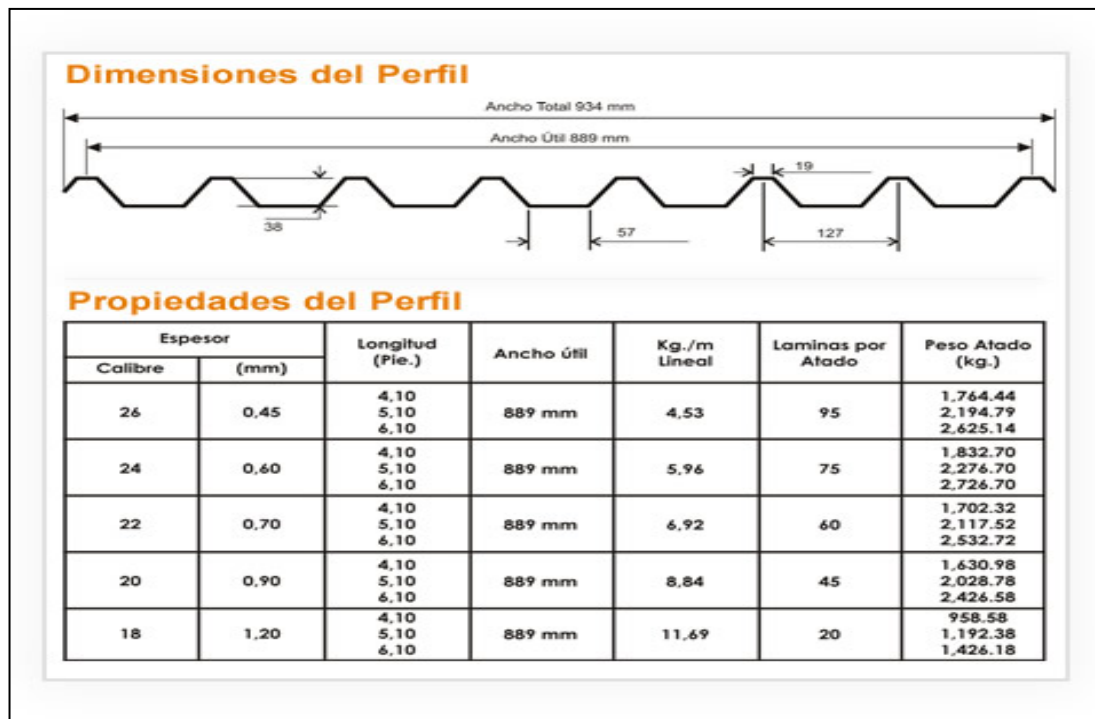 Dimensiones del Perfil
Ancho Total 934 mm
Ancho Útil 889 mm
19
38
57
127
Propiedades del Perfil
Espesor Longitud (Pie.) Ancho útil Kg./m Lineal Laminas por Atado Peso Atado (kg.)
Calibre (mm)
26 0,45 4,10 5,10 6,10 889 mm 4,53 95 1,764.44 2,194.79 2,625.14
24 0,60 4,10 5,10 6,10 889 mm 5,96 75 1,832.70 2,276.70 2,726.70
22 0,70 4,10 5,10 6,10 889 mm 6,92 60 1,702.32 2,117.52 2,532.72
20 0,90 4,10 5,10 6,10 889 mm 8,84 45 1,630.98 2,028.78 2,426.58
18 1,20 4,10 5,10 6,10 889 mm 11,69 20 958.58 1,192.38 1,426.18